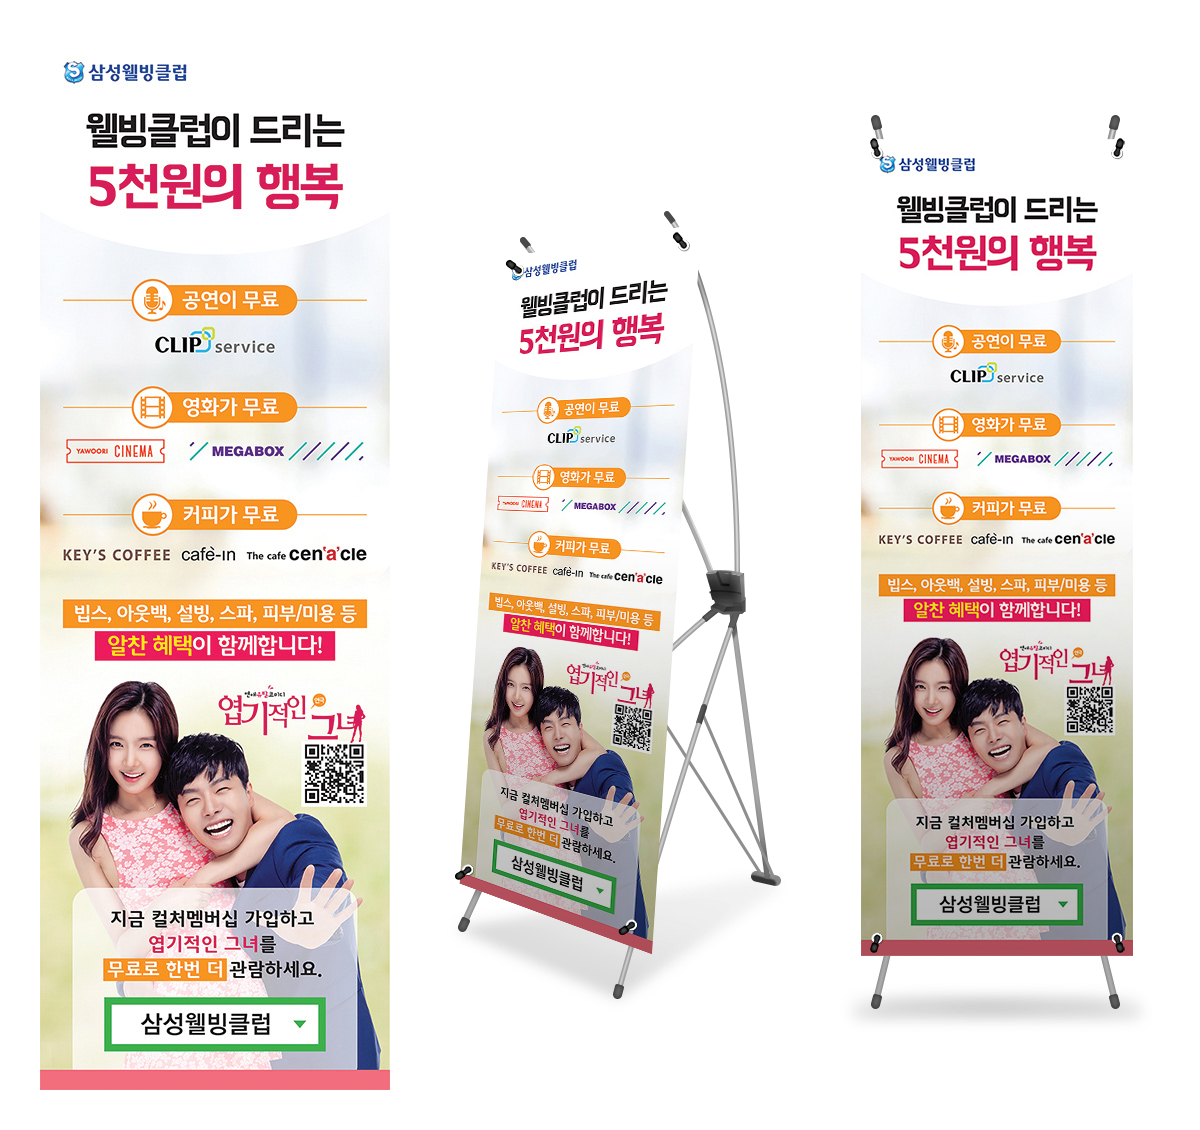 삼성웰빙클럽
웰빙클럽이 드리는
5천원의 행복
공연이 무료
CLIP service
영화가 무료
YAWOORI CINEMA MEGABOX
커피가 무료
KEY'S COFFEE cafè-ın The cafe cen'a'cle
빕스, 아웃백, 설빙, 스파, 피부/미용 등
알찬 혜택이 함께합니다!
연애유발코미디
엽기적인 그녀
연극
지금 컬처멤버십 가입하고
엽기적인 그녀를
무료로 한번 더 관람하세요.
삼성웰빙클럽
삼성웰빙클럽
웰빙클럽이 드리는
5천원의 행복
공연이 무료
CLIP service
영화가 무료
YAWOORI CINEMA MEGABOX
커피가 무료
KEY'S COFFEE cafè-ın The cafe cen'a'cle
빕스, 아웃백, 설빙, 스파, 피부/미용 등
알찬 혜택이 함께합니다!
엽기적인 그녀
지금 컬처멤버십 가입하고
엽기적인 그녀를
무료로 한번 더 관람하세요.
삼성웰빙클럽
삼성웰빙클럽
웰빙클럽이 드리는
5천원의 행복
공연이 무료
CLIP service
영화가 무료
YAWOORI CINEMA MEGABOX
커피가 무료
KEY'S COFFEE cafè-ın The cafe cen'a'cle
빕스, 아웃백, 설빙, 스파, 피부/미용 등
알찬 혜택이 함께합니다!
엽기적인 그녀
지금 컬처멤버십 가입하고
엽기적인 그녀를
무료로 한번 더 관람하세요.
삼성웰빙클럽